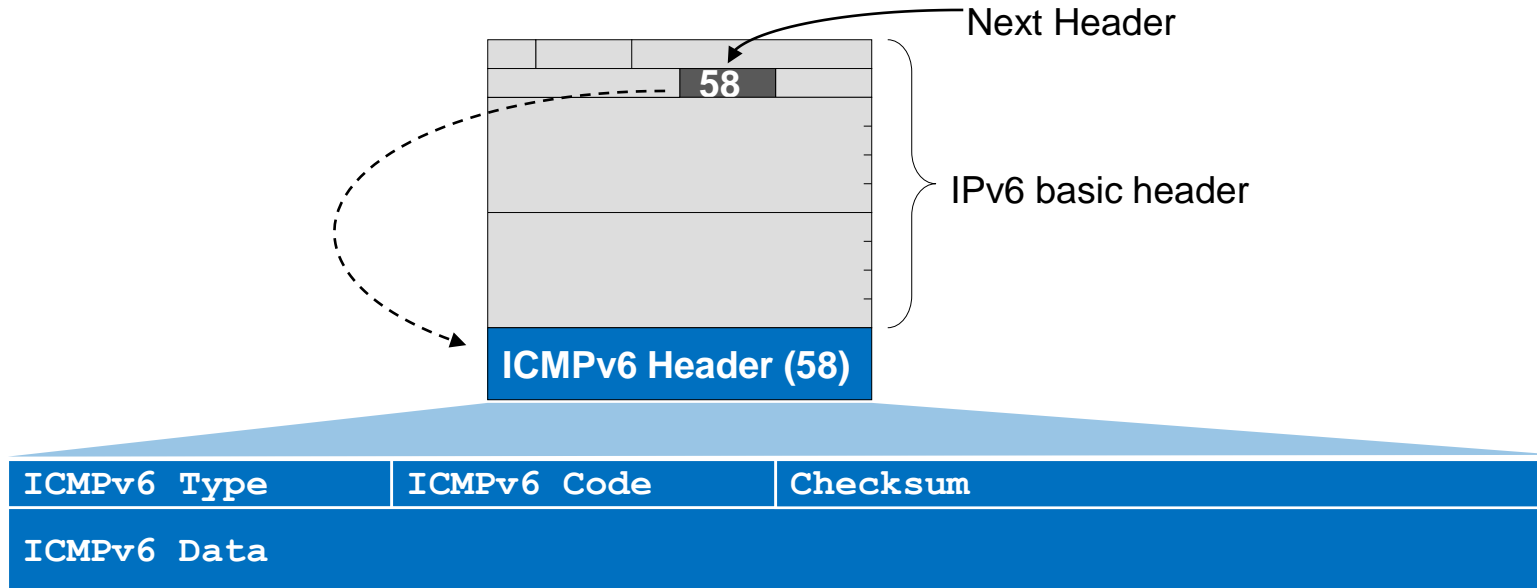 Next Header
58
IPv6 basic header
ICMPv6 Header (58)
ICMPv6 Type ICMPv6 Code Checksum
ICMPv6 Data